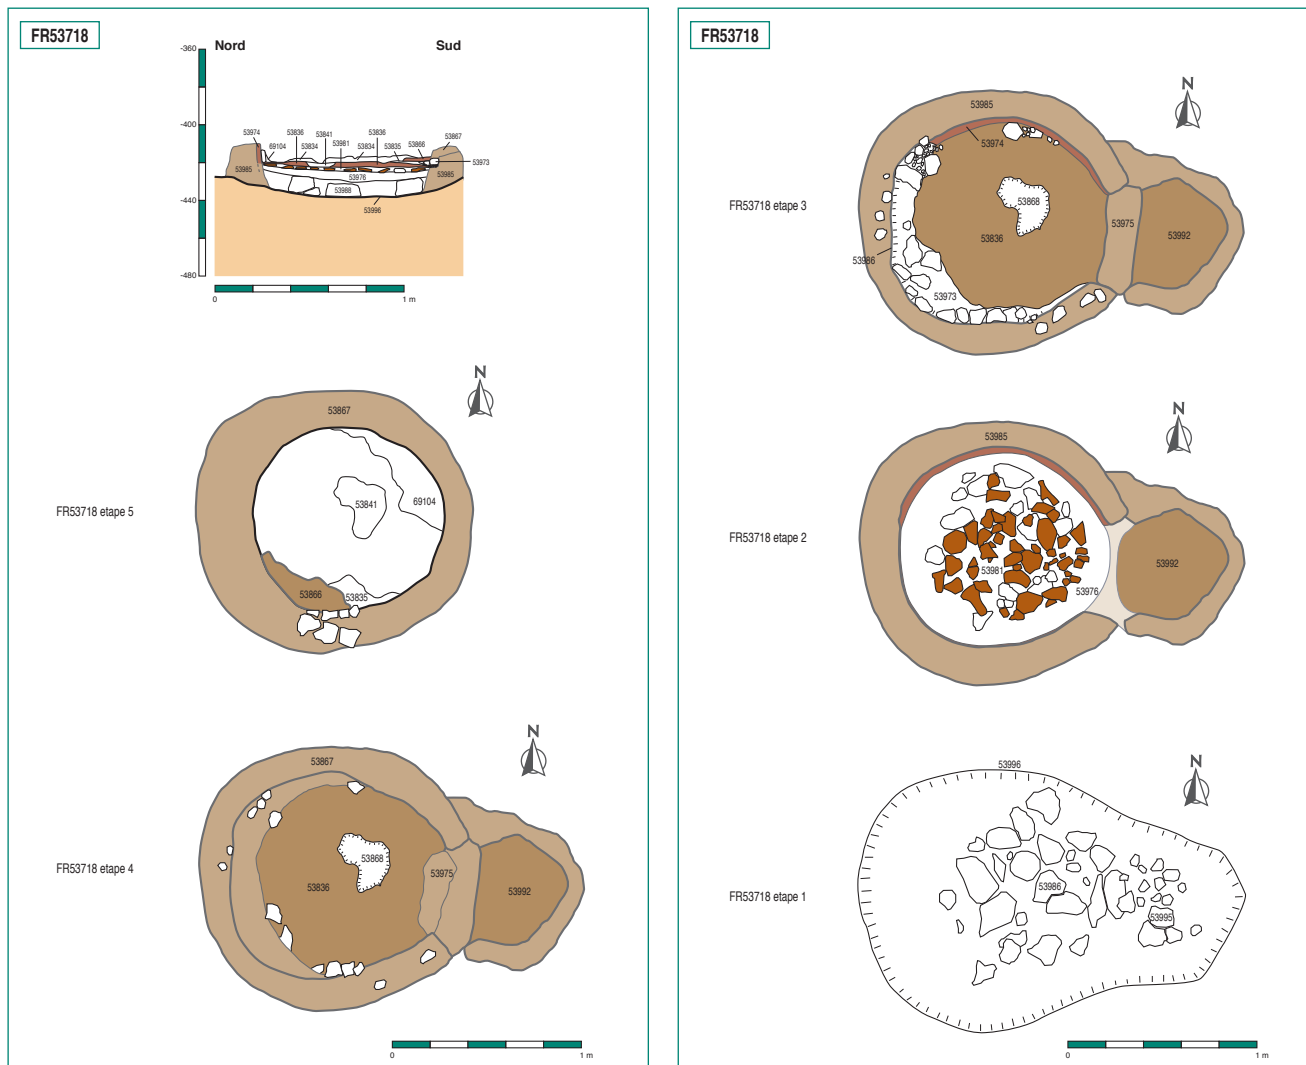 FR53718
Nord Sud
-360
-400
-440
-480
53974 53836 53841 53836 53867
69104 53834 53981 53834 53835 53866
53973
53985 53976 53985
53988
53996
0 1 m
N
53867
53841
69104
FR53718 etape 5
53866
53835
N
53867
53868
FR53718 etape 4
53836
53975
53992
0 1 m
FR53718
N
53985
53974
FR53718 etape 3
53868
53975
53836
53992
53986
53973
N
53985
FR53718 etape 2
53981
53992
53976
N
53996
FR53718 etape 1
53986
53995
0 1 m